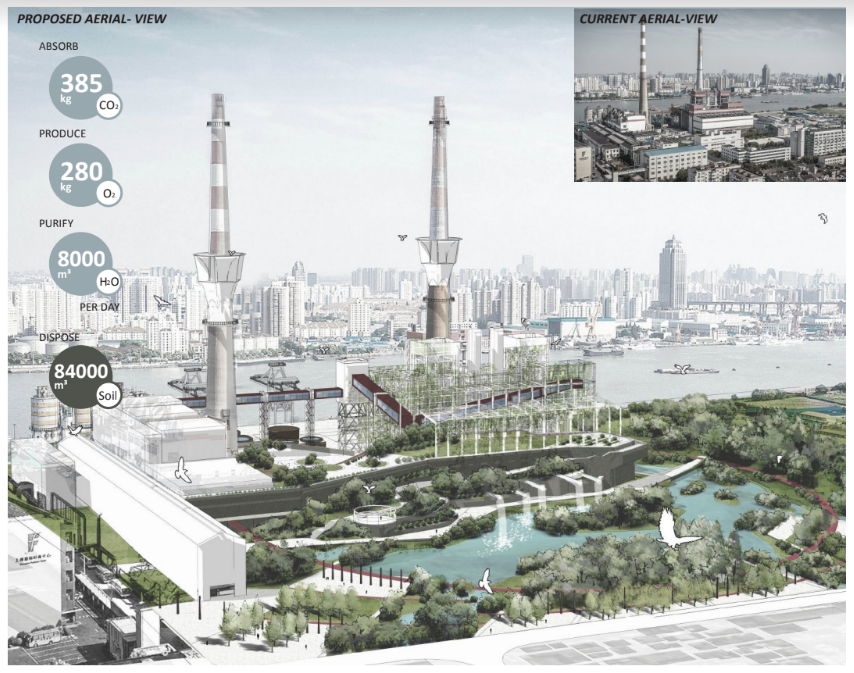 PROPOSED AERIAL- VIEW
CURRENT AERIAL-VIEW
ABSORB
385
kg
CO₂
PRODUCE
280
kg
O₂
PURIFY
8000
m³
H₂O
PER DAY
DISPOSE
84000
m³
Soil